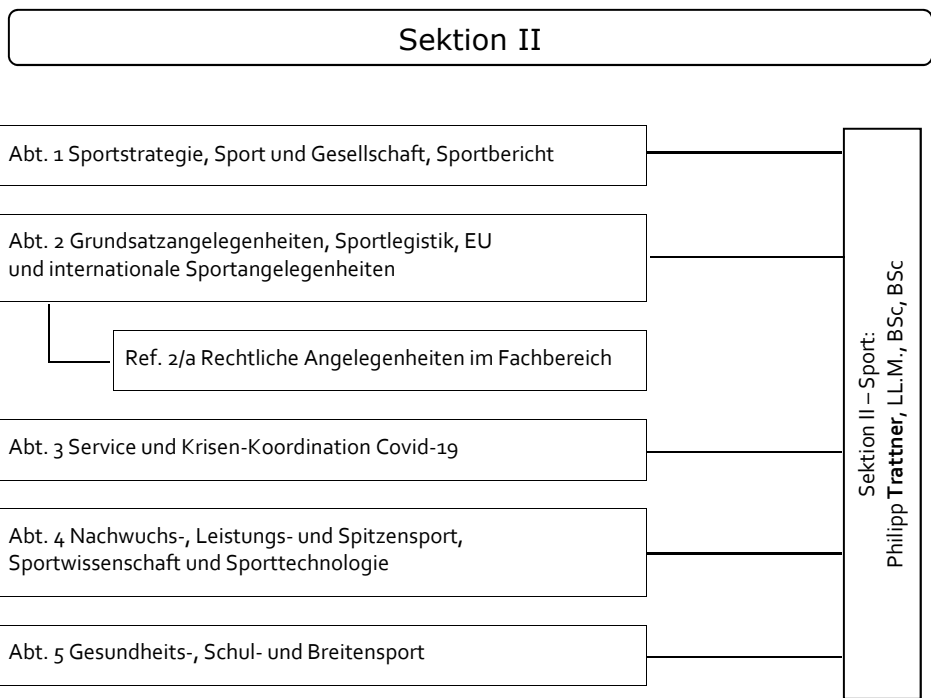 Sektion II
Abt. 1 Sportstrategie, Sport und Gesellschaft, Sportbericht
Abt. 2 Grundsatzangelegenheiten, Sportlegistik, EU
und internationale Sportangelegenheiten
Ref. 2/a Rechtliche Angelegenheiten im Fachbereich
Abt. 3 Service und Krisen-Koordination Covid-19
Abt. 4 Nachwuchs-, Leistungs- und Spitzensport,
Sportwissenschaft und Sporttechnologie
Abt. 5 Gesundheits-, Schul- und Breitensport
Sektion II – Sport:
Philipp Trattner, LL.M., BSc, BSc